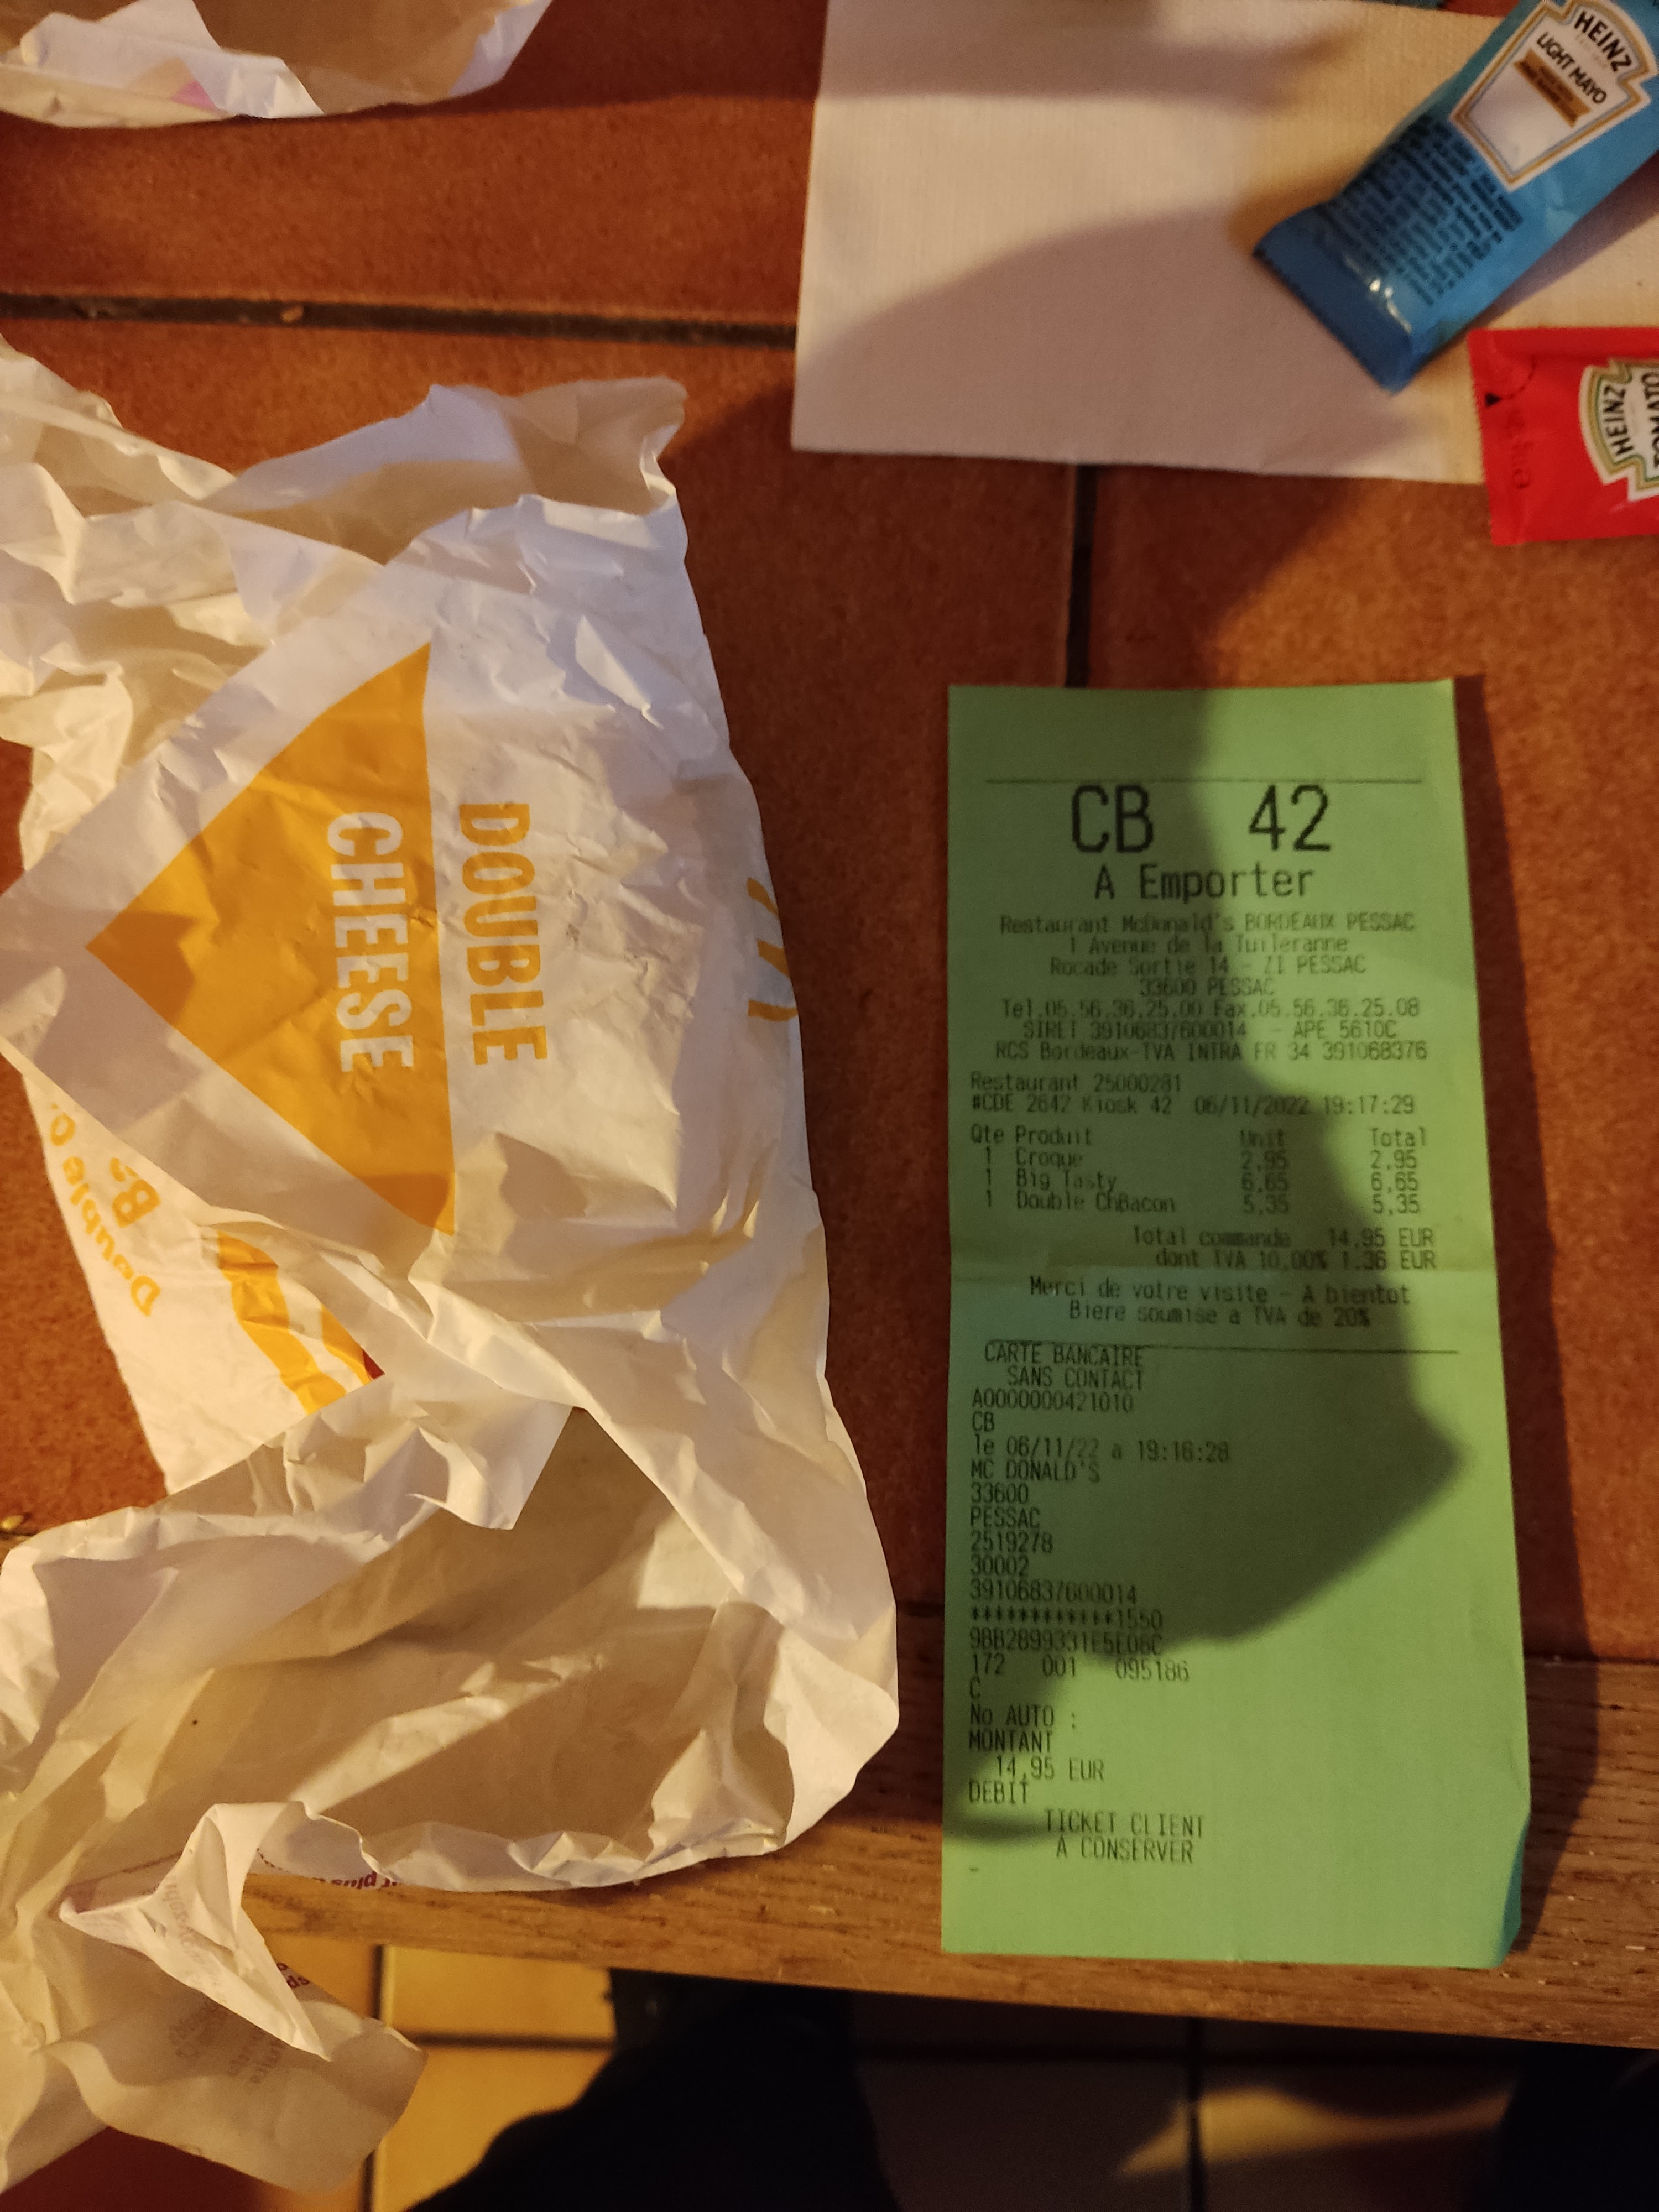 HEINZ
LIGHT MAYO
HEINZ
DOUBLE
CHEESE
Double
CB 42
A Emporter
Restaurant McDonald's BORDEAUX PESSAC
1 Avenue de la Tuileranne
Rocade Sortie 14 - ZI PESSAC
33600 PESSAC
Tel.05.56.36.25.00 Fax.05.56.36.25.08
SIRET 39106837600014 - APE 5610C
RCS Bordeaux-TVA INTRA FR 34 391068376
Restaurant 25000281
#CDE 2642 Kiosk 42 06/11/2022 19:17:29
Qte Produit Unit Total
1 Croque 2,95 2,95
1 Big Tasty 6,65 6,65
1 Double ChBacon 5,35 5,35
Total commande 14,95 EUR
dont TVA 10,00% 1.36 EUR
Merci de votre visite - A bientot
Biere soumise a TVA de 20%
CARTE BANCAIRE
SANS CONTACT
A0000000421010
CB
le 06/11/22 a 19:16:28
MC DONALD'S
33600
PESSAC
2519278
30002
39106837600014
************1550
9BB2899331E5E06C
172 001 095186
C
No AUTO :
MONTANT
14,95 EUR
DEBIT
TICKET CLIENT
A CONSERVER